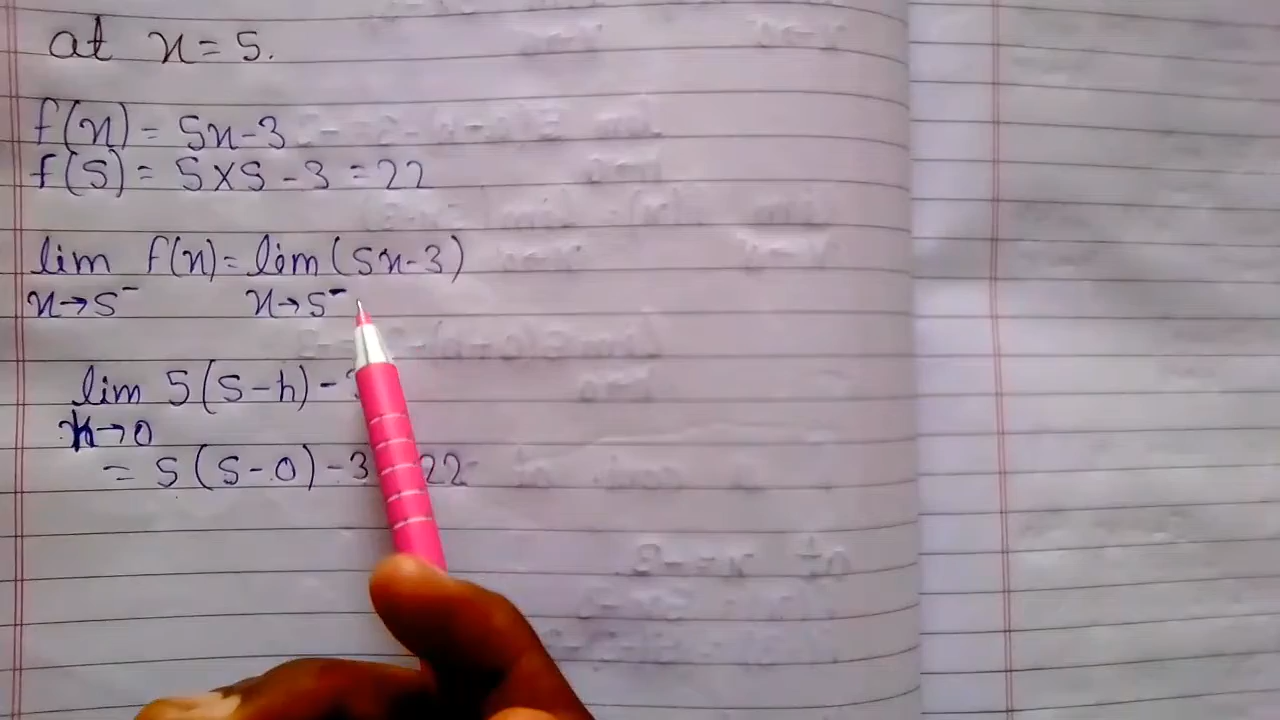 at x = 5.
f(x) = 5x-3
f(5) = 5×5 - 3 = 22
lim f(x) = lim (5x-3)
x→5⁻ x→5⁻
lim 5(5-h) -
h→0
= 5(5-0)-3 22